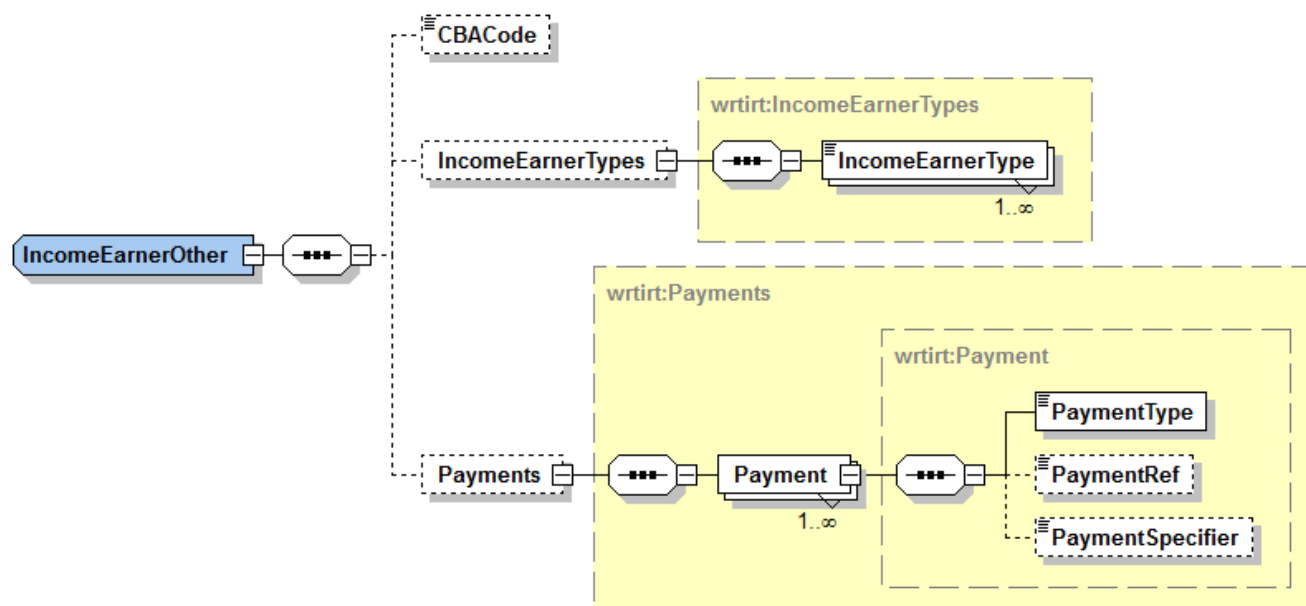 CBACode
wrtirt:IncomeEarnerTypes
IncomeEarnerTypes
IncomeEarnerType
1..∞
IncomeEarnerOther
wrtirt:Payments
wrtirt:Payment
PaymentType
Payments
Payment
1..∞
PaymentRef
PaymentSpecifier